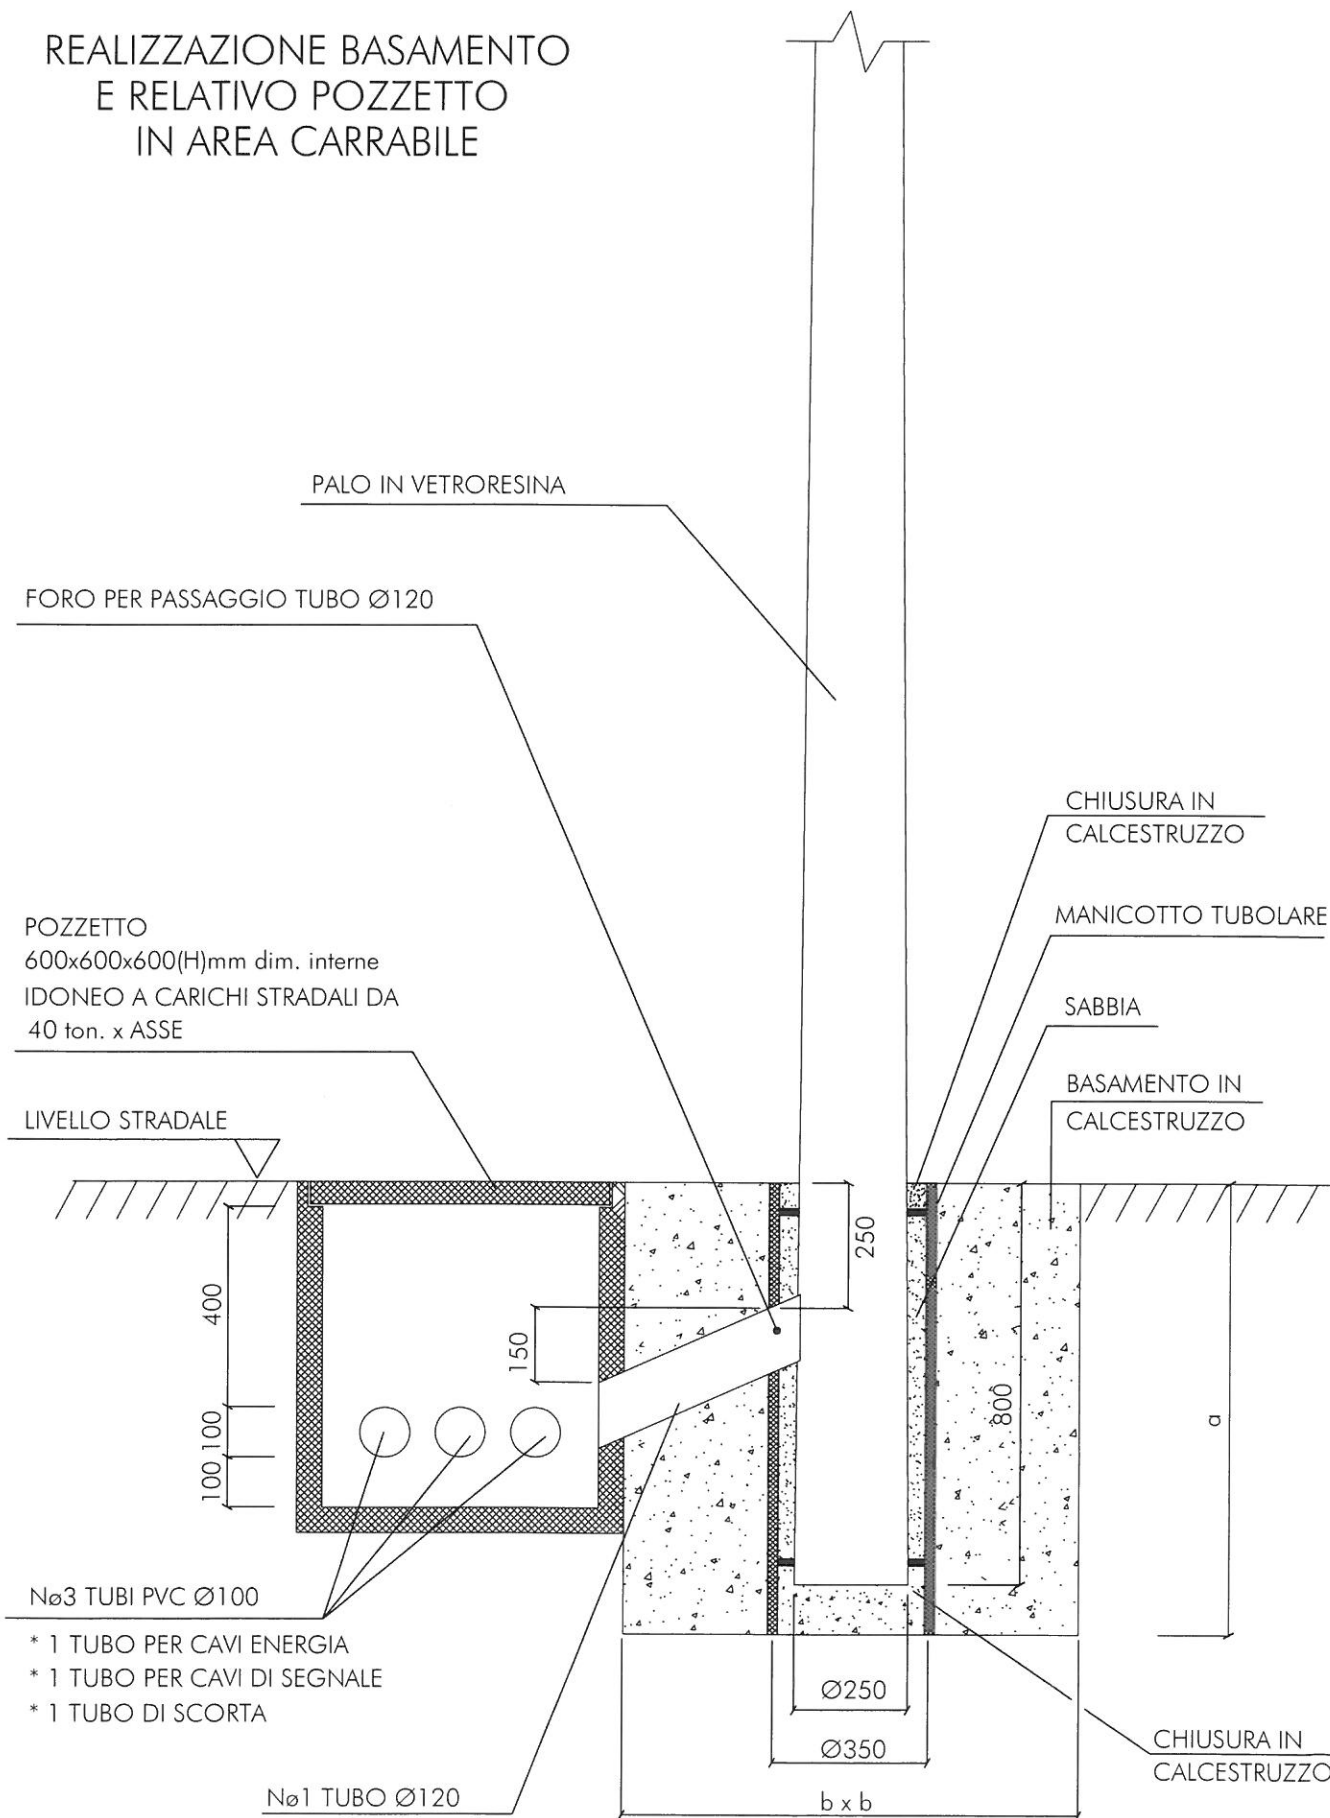 REALIZZAZIONE BASAMENTO
E RELATIVO POZZETTO
IN AREA CARRABILE
PALO IN VETRORESINA
FORO PER PASSAGGIO TUBO Ø120
CHIUSURA IN
CALCESTRUZZO
MANICOTTO TUBOLARE
POZZETTO
600x600x600(H)mm dim. interne
IDONEO A CARICHI STRADALI DA
40 ton. x ASSE
SABBIA
BASAMENTO IN
CALCESTRUZZO
LIVELLO STRADALE
250
400
150
800
a
100
100
Nø3 TUBI PVC Ø100
* 1 TUBO PER CAVI ENERGIA
* 1 TUBO PER CAVI DI SEGNALE
* 1 TUBO DI SCORTA
Ø250
Ø350
CHIUSURA IN
CALCESTRUZZO
Nø1 TUBO Ø120
b x b